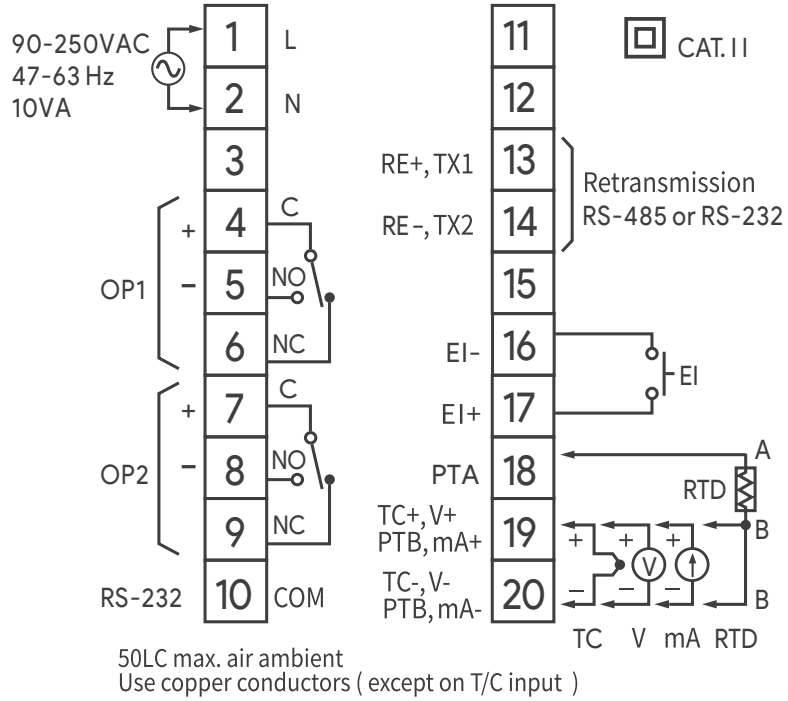 90-250VAC
47-63 Hz
10VA
1 L
2 N
3
4 C
+
5 NO
-
OP1
6 NC
7 C
+
8 NO
-
OP2
9 NC
RS-232 10 COM
11
12
RE+, TX1 13
RE-, TX2 14
15
EI- 16
EI+ 17
PTA 18
TC+, V+
PTB, mA+
19
TC-, V-
PTB, mA-
20
CAT. II
Retransmission
RS-485 or RS-232
EI
A
RTD
B
+ + +
V
- - -
B
TC V mA RTD
50LC max. air ambient
Use copper conductors ( except on T/C input )